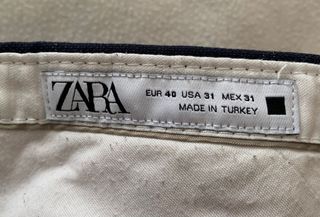 ZARA
EUR 40 USA 31 MEX 31
MADE IN TURKEY